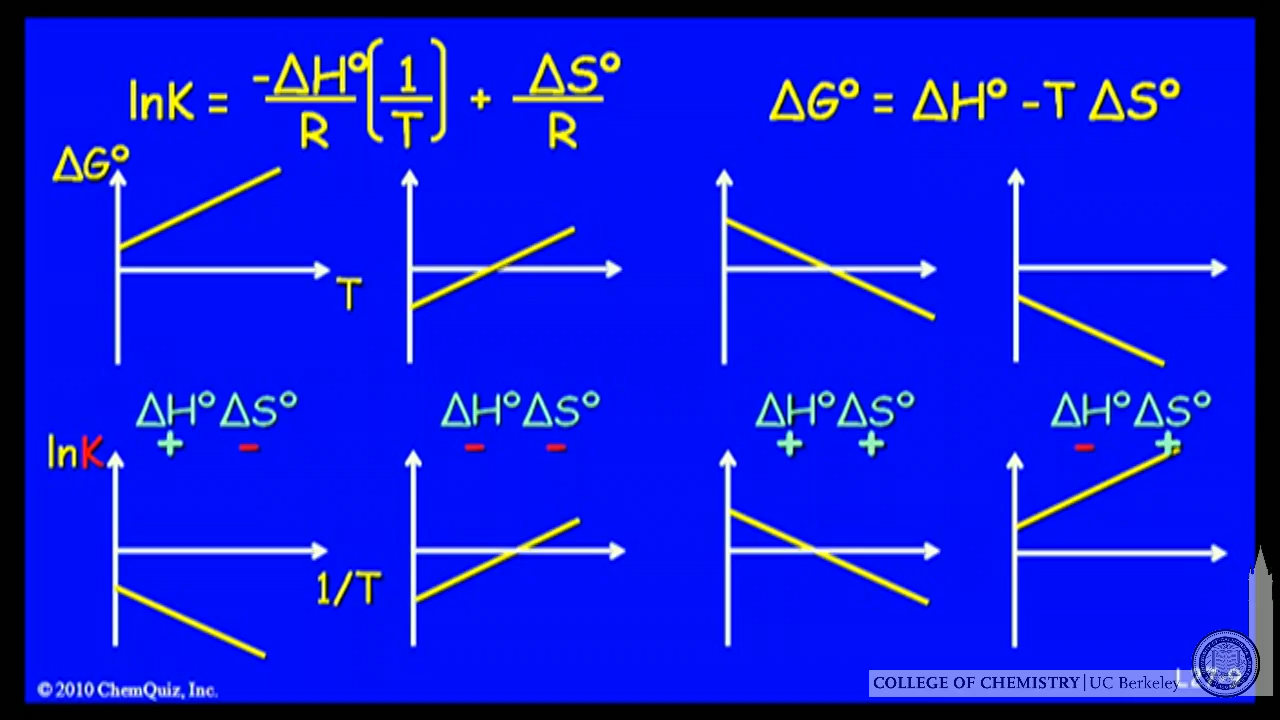 lnK = -ΔH°/R (1/T) + ΔS°/R
ΔG° = ΔH° - T ΔS°
ΔG°
T
ΔH° ΔS°
+ -
ΔH° ΔS°
- -
ΔH° ΔS°
+ +
ΔH° ΔS°
- +
lnK
1/T
© 2010 ChemQuiz, Inc.
COLLEGE OF CHEMISTRY | UC Berkeley